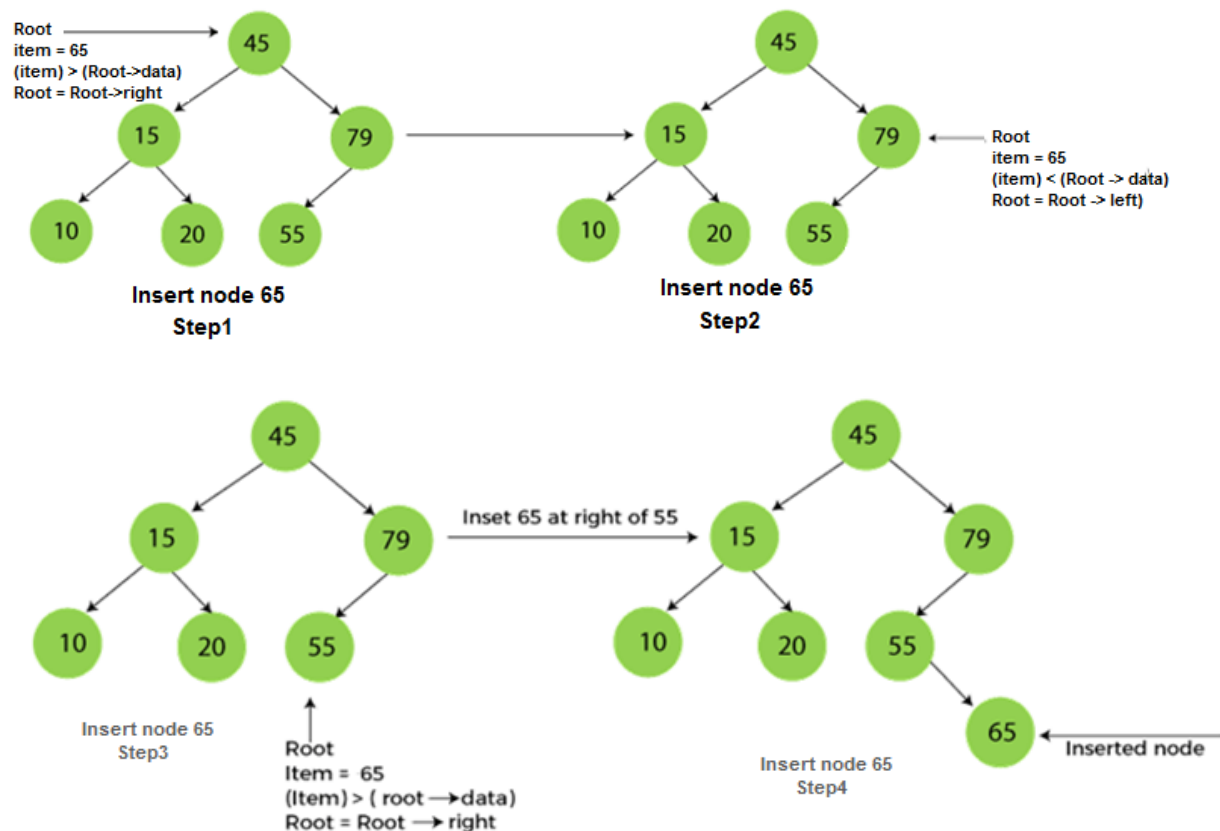 Root
item = 65
(item) > (Root->data)
Root = Root->right
45
15
79
10
20
55
Insert node 65
Step1
45
15
79
10
20
55
Root
item = 65
(item) < (Root -> data)
Root = Root -> left)
Insert node 65
Step2
45
15
79
10
20
55
Insert node 65
Step3
Root
Item = 65
(Item) > ( root → data)
Root = Root → right
Inset 65 at right of 55
45
15
79
10
20
55
65
Inserted node
Insert node 65
Step4